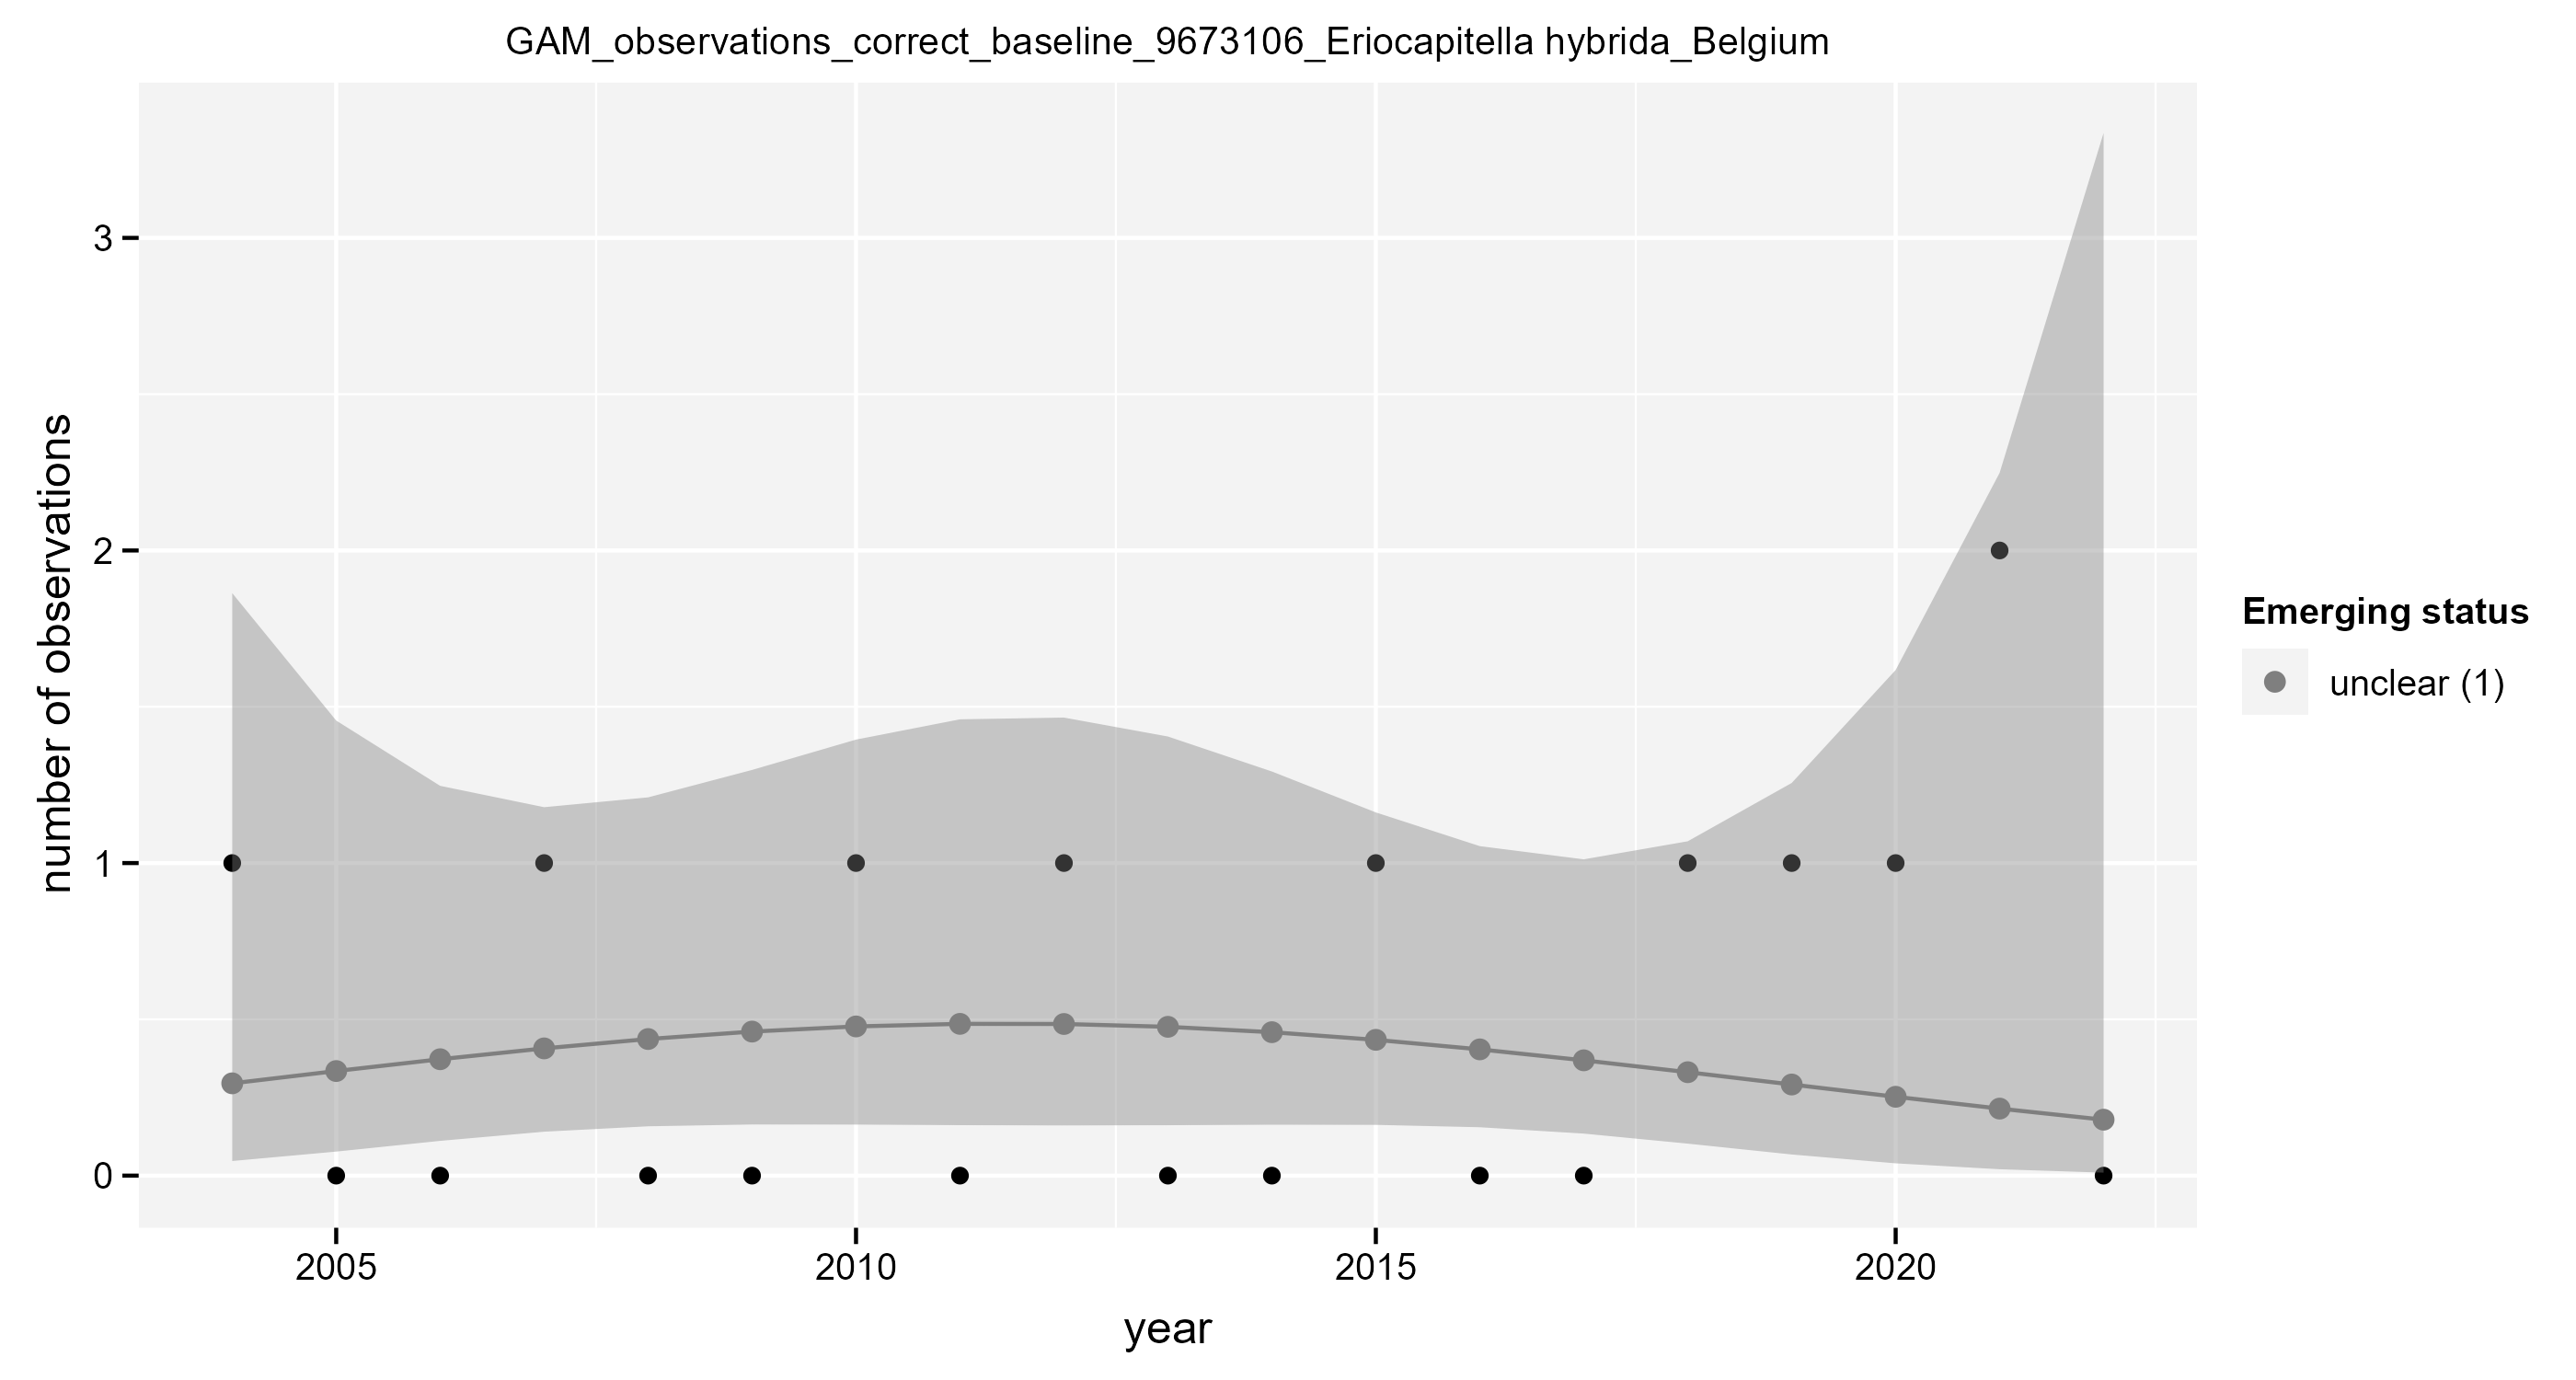 GAM_observations_correct_baseline_9673106_Eriocapitella hybrida_Belgium
number of observations
3
2
1
0
2005
2010
2015
2020
year
Emerging status
unclear (1)